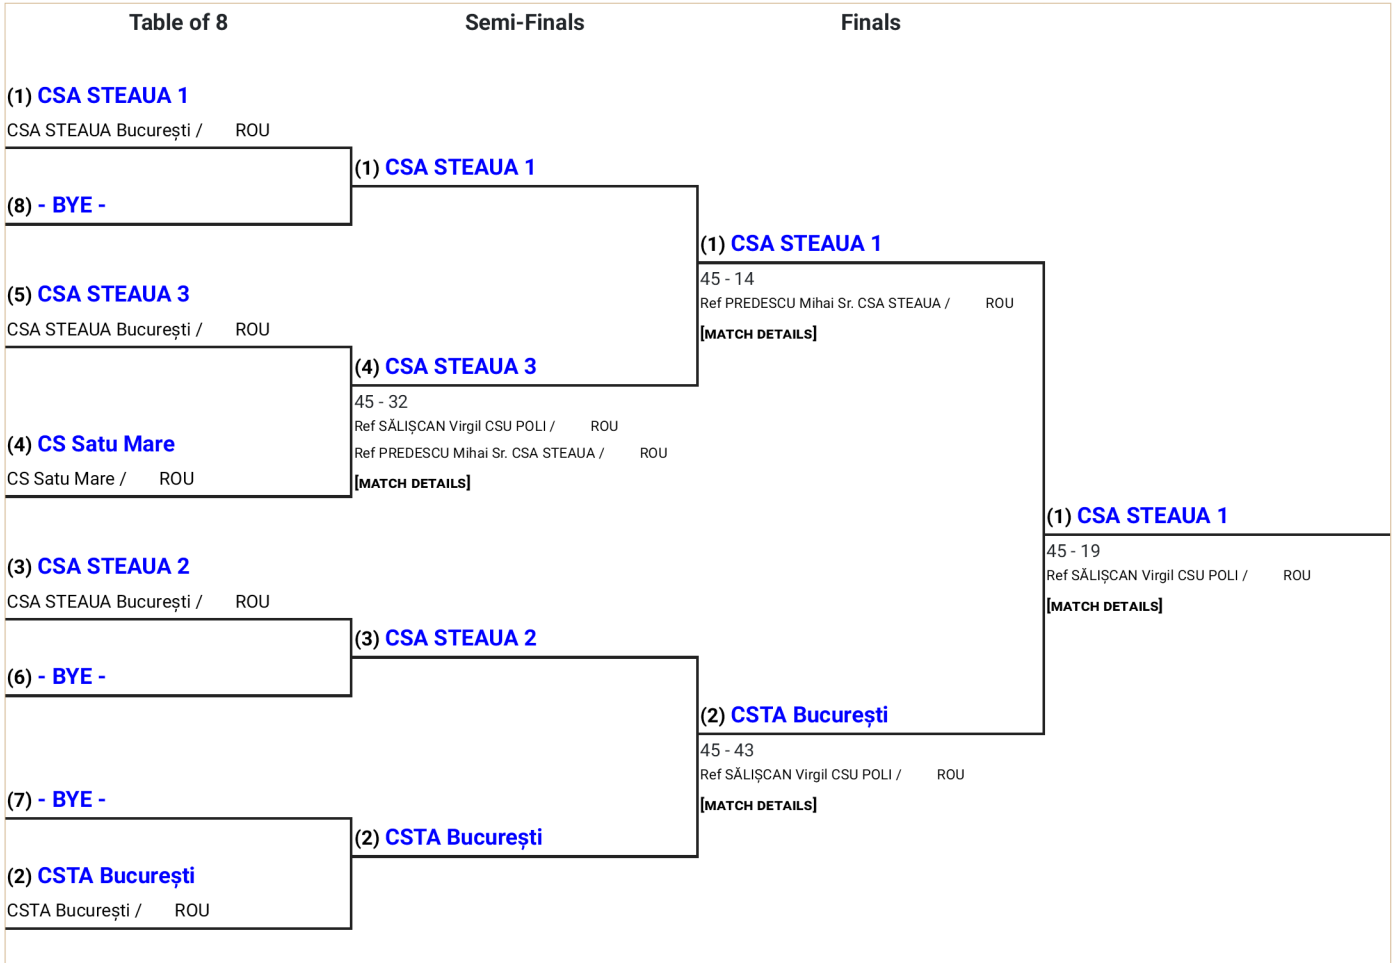 Table of 8
Semi-Finals
Finals
(1) CSA STEAUA 1
CSA STEAUA București / ROU
(8) - BYE -
(5) CSA STEAUA 3
CSA STEAUA București / ROU
(4) CS Satu Mare
CS Satu Mare / ROU
(3) CSA STEAUA 2
CSA STEAUA București / ROU
(6) - BYE -
(7) - BYE -
(2) CSTA București
CSTA București / ROU
(1) CSA STEAUA 1
(4) CSA STEAUA 3
45 - 32
Ref SĂLIȘCAN Virgil CSU POLI / ROU
Ref PREDESCU Mihai Sr. CSA STEAUA / ROU
[MATCH DETAILS]
(3) CSA STEAUA 2
(2) CSTA București
(1) CSA STEAUA 1
45 - 14
Ref PREDESCU Mihai Sr. CSA STEAUA / ROU
[MATCH DETAILS]
(2) CSTA București
45 - 43
Ref SĂLIȘCAN Virgil CSU POLI / ROU
[MATCH DETAILS]
(1) CSA STEAUA 1
45 - 19
Ref SĂLIȘCAN Virgil CSU POLI / ROU
[MATCH DETAILS]